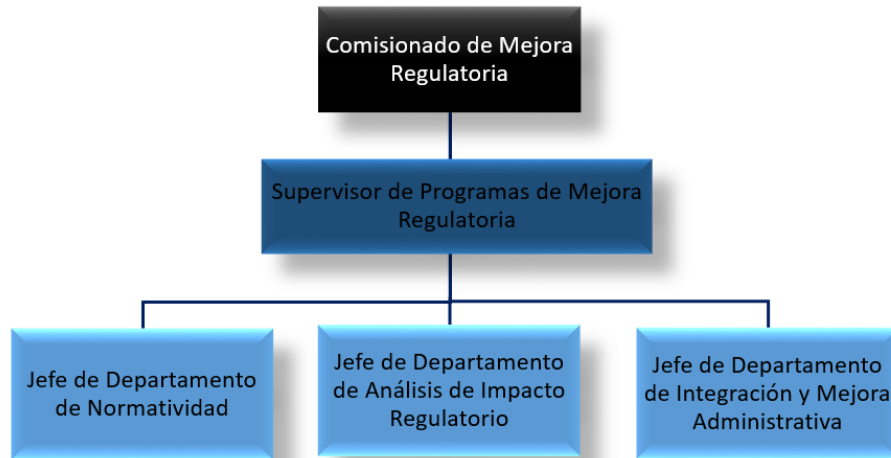 Comisionado de Mejora
Regulatoria
Supervisor de Programas de Mejora
Regulatoria
Jefe de Departamento
de Normatividad
Jefe de Departamento
de Análisis de Impacto
Regulatorio
Jefe de Departamento
de Integración y Mejora
Administrativa